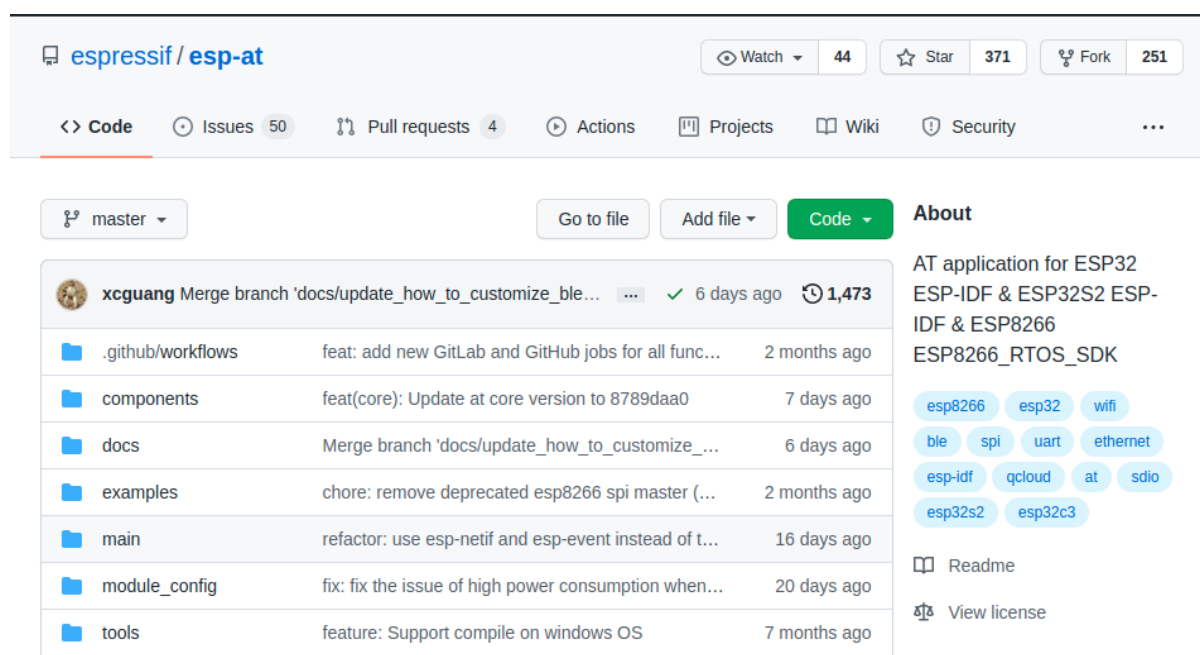 espressif / esp-at
Watch 44 Star 371 Fork 251
Code Issues 50 Pull requests 4 Actions Projects Wiki Security ...
master Go to file Add file Code
xcguang Merge branch 'docs/update_how_to_customize_ble... ... 6 days ago 1,473
.github/workflows feat: add new GitLab and GitHub jobs for all func... 2 months ago
components feat(core): Update at core version to 8789daa0 7 days ago
docs Merge branch 'docs/update_how_to_customize_... 6 days ago
examples chore: remove deprecated esp8266 spi master (... 2 months ago
main refactor: use esp-netif and esp-event instead of t... 16 days ago
module_config fix: fix the issue of high power consumption when... 20 days ago
tools feature: Support compile on windows OS 7 months ago
About
AT application for ESP32
ESP-IDF & ESP32S2 ESP-
IDF & ESP8266
ESP8266_RTOS_SDK
esp8266 esp32 wifi
ble spi uart ethernet
esp-idf qcloud at sdio
esp32s2 esp32c3
Readme
View license